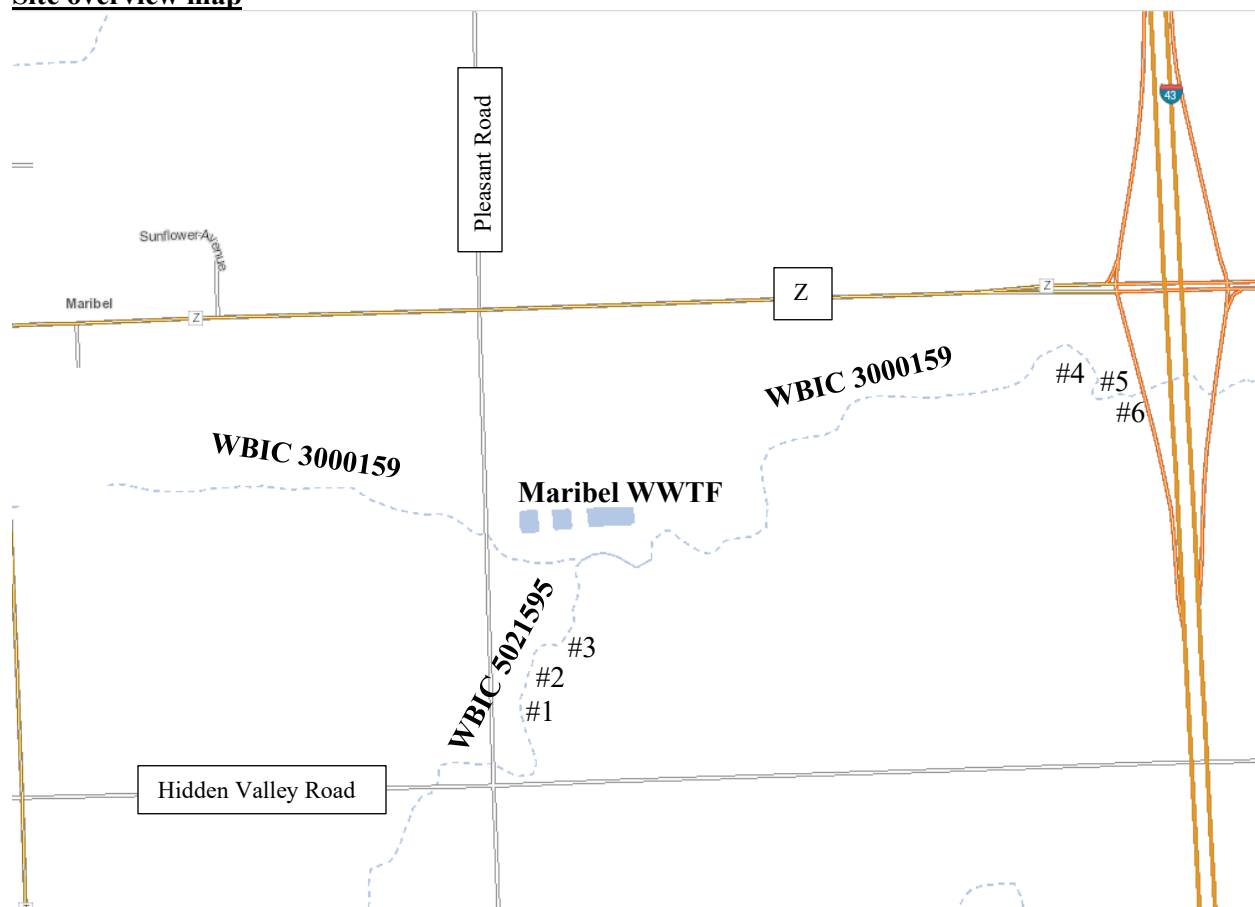 Site overview map
Pleasant Road
43
Sunflower Avenue
Maribel
Z
Z
Z
WBIC 3000159
#4
#5
#6
WBIC 3000159
Maribel WWTF
WBIC 5021595
#3
#2
#1
Hidden Valley Road